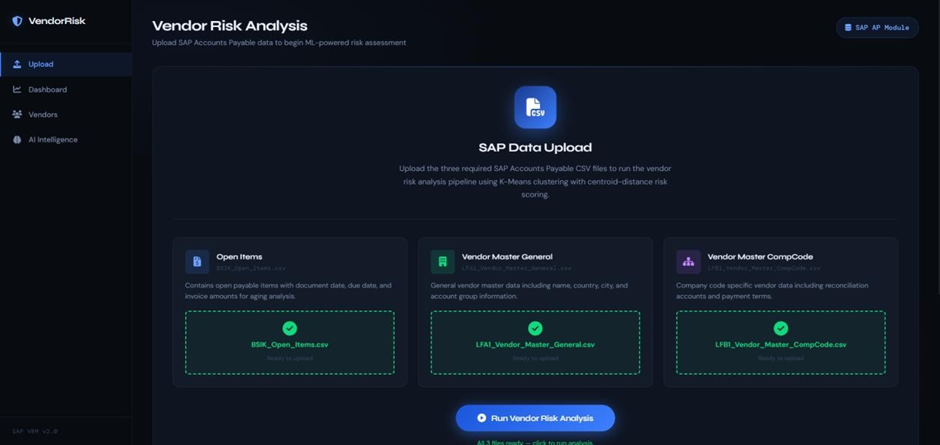 VendorRisk
Upload
Dashboard
Vendors
AI Intelligence
SAP VRM v2.0
Vendor Risk Analysis
Upload SAP Accounts Payable data to begin ML-powered risk assessment
SAP AP Module
CSV
SAP Data Upload
Upload the three required SAP Accounts Payable CSV files to run the vendor
risk analysis pipeline using K-Means clustering with centroid-distance risk
scoring.
Open Items
BSIK_Open_Items.csv
Contains open payable items with document date, due date, and
invoice amounts for aging analysis.
BSIK_Open_Items.csv
Ready to upload
Vendor Master General
LFA1_Vendor_Master_General.csv
General vendor master data including name, country, city, and
account group information.
LFA1_Vendor_Master_General.csv
Ready to upload
Vendor Master CompCode
LFB1_Vendor_Master_CompCode.csv
Company code specific vendor data including reconciliation
accounts and payment terms.
LFB1_Vendor_Master_CompCode.csv
Ready to upload
Run Vendor Risk Analysis
All 3 files ready — click to run analysis